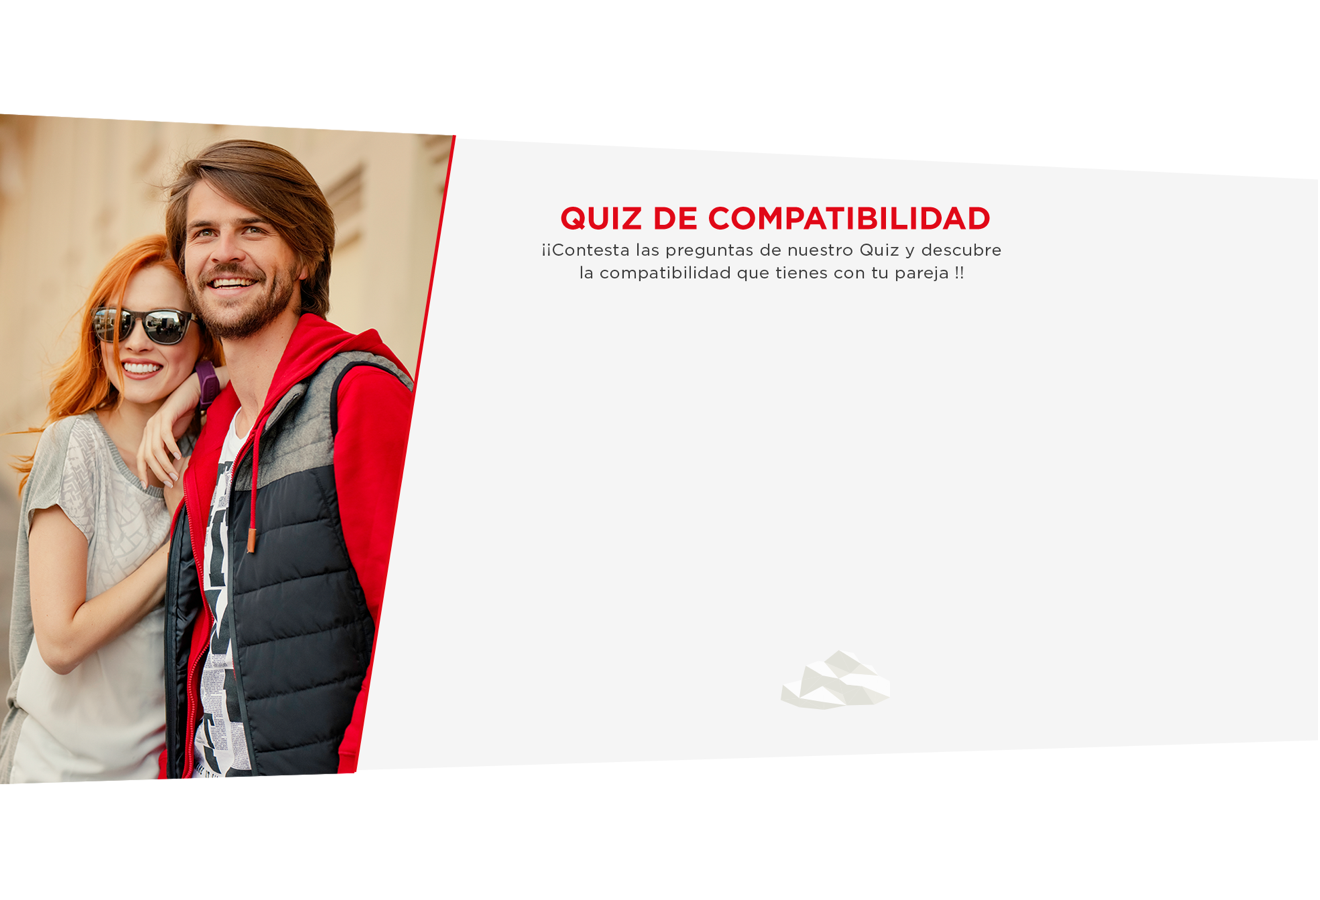 QUIZ DE COMPATIBILIDAD
¡¡Contesta las preguntas de nuestro Quiz y descubre
la compatibilidad que tienes con tu pareja !!